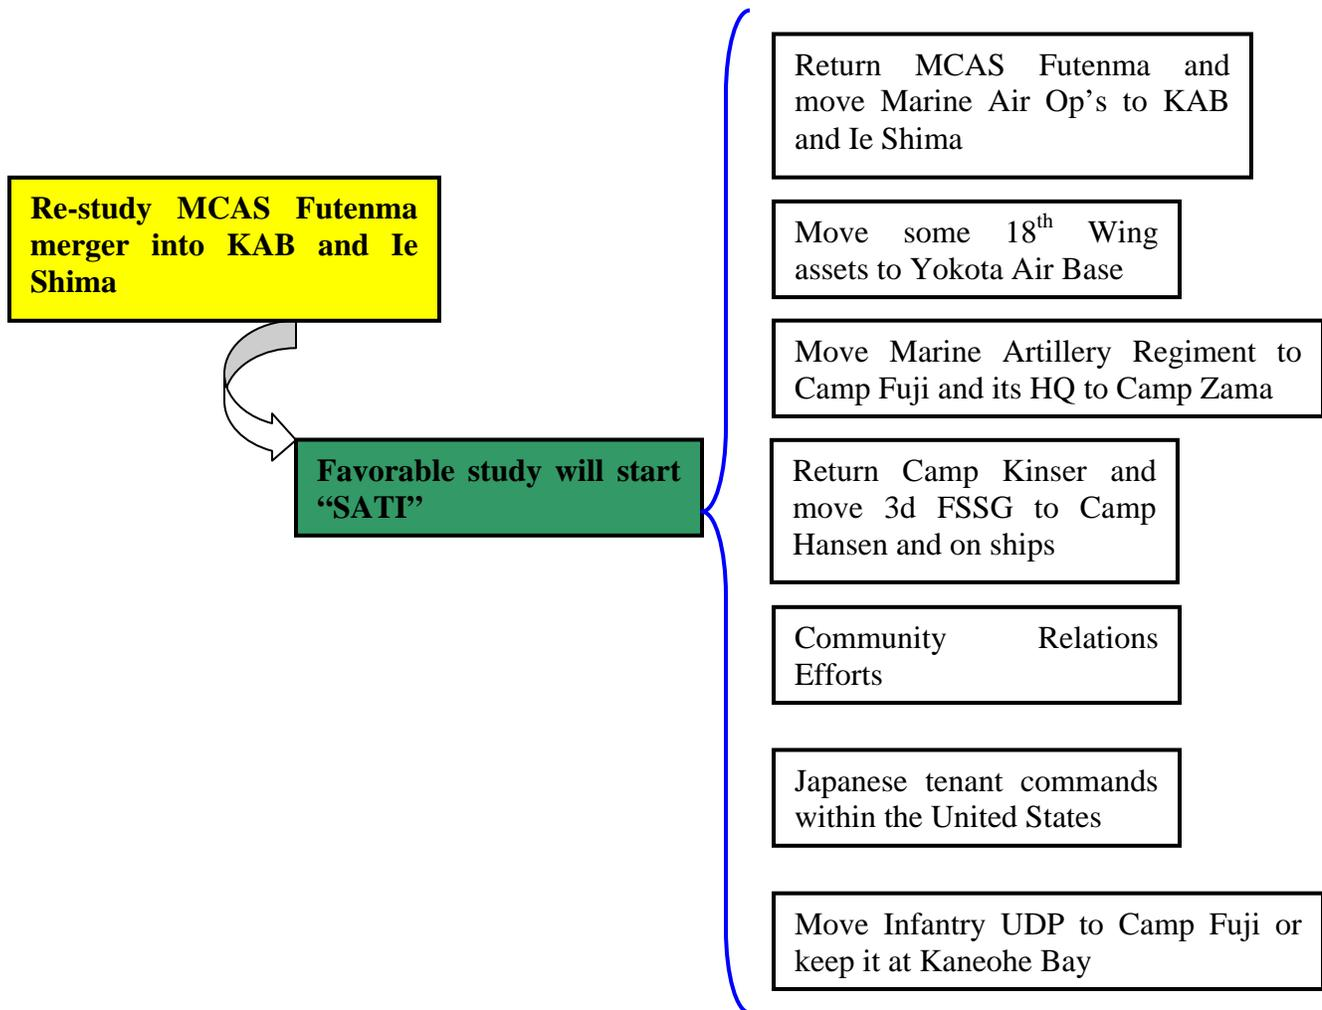 Re-study MCAS Futenma
merger into KAB and Ie
Shima
Favorable study will start
“SATI”
Return MCAS Futenma and
move Marine Air Op’s to KAB
and Ie Shima
Move some 18th Wing
assets to Yokota Air Base
Move Marine Artillery Regiment to
Camp Fuji and its HQ to Camp Zama
Return Camp Kinser and
move 3d FSSG to Camp
Hansen and on ships
Community Relations
Efforts
Japanese tenant commands
within the United States
Move Infantry UDP to Camp Fuji or
keep it at Kaneohe Bay